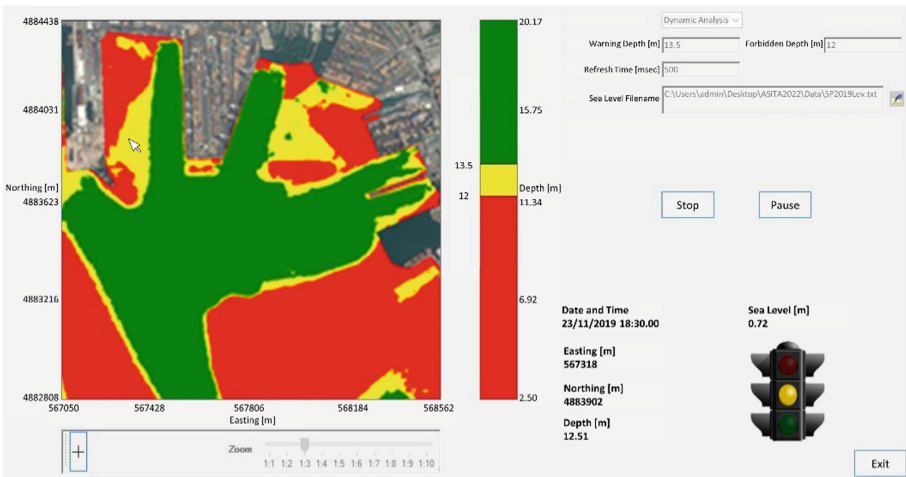 4884438
4884031
Northing [m]
4883623
4883216
4882808
567050 567428 567806 568184 568562
Easting [m]
Zoom
1:1 1:2 1:3 1:4 1:5 1:6 1:7 1:8 1:9 1:10
20.17
15.75
13.5
Depth [m]
12
11.34
6.92
2.50
Dynamic Analysis
Warning Depth [m] 13.5 Forbidden Depth [m] 12
Refresh Time [msec] 500
Sea Level Filename C:\Users\admin\Desktop\ASITA2022\Data\SP2019Lev.txt
Stop Pause
Date and Time
23/11/2019 18:30.00
Sea Level [m]
0.72
Easting [m]
567318
Northing [m]
4883902
Depth [m]
12.51
Exit